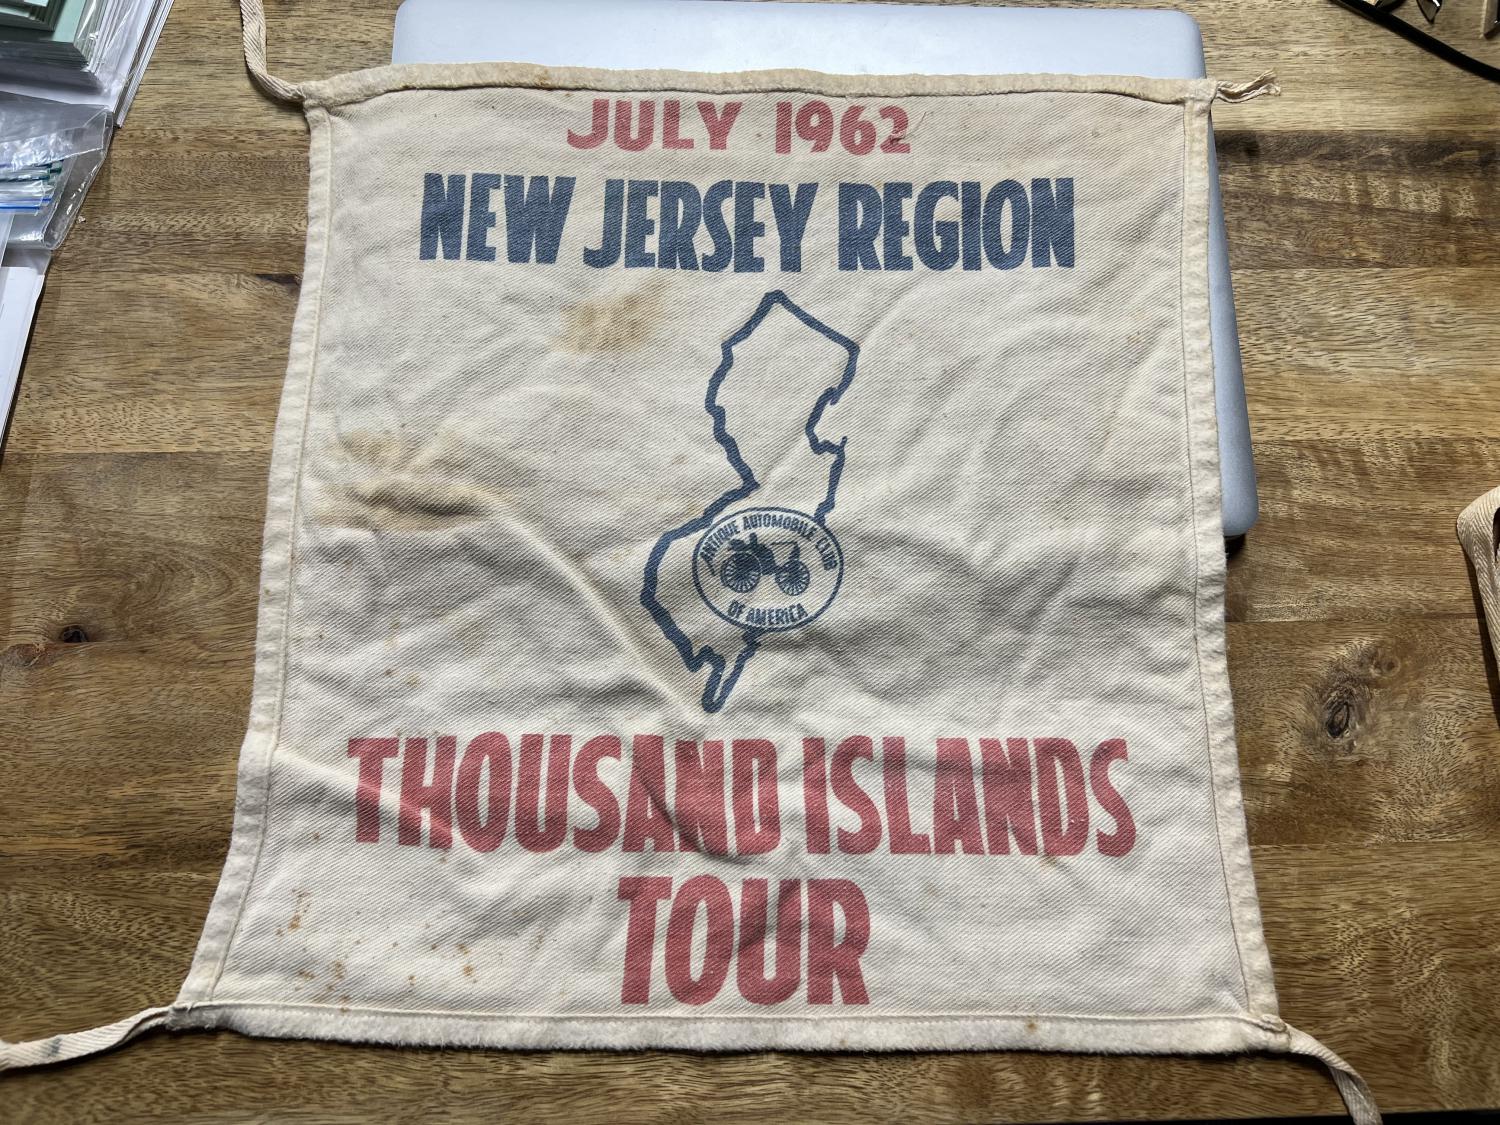 JULY 1962
NEW JERSEY REGION
ANTIQUE AUTOMOBILE CLUB
OF AMERICA
THOUSAND ISLANDS
TOUR